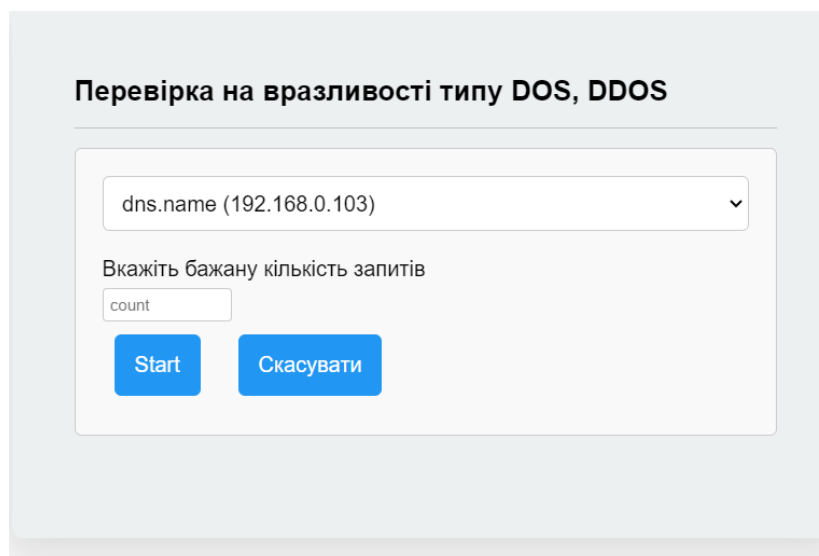 Перевірка на вразливості типу DOS, DDOS
dns.name (192.168.0.103)
Вкажіть бажану кількість запитів
count
Start
Скасувати